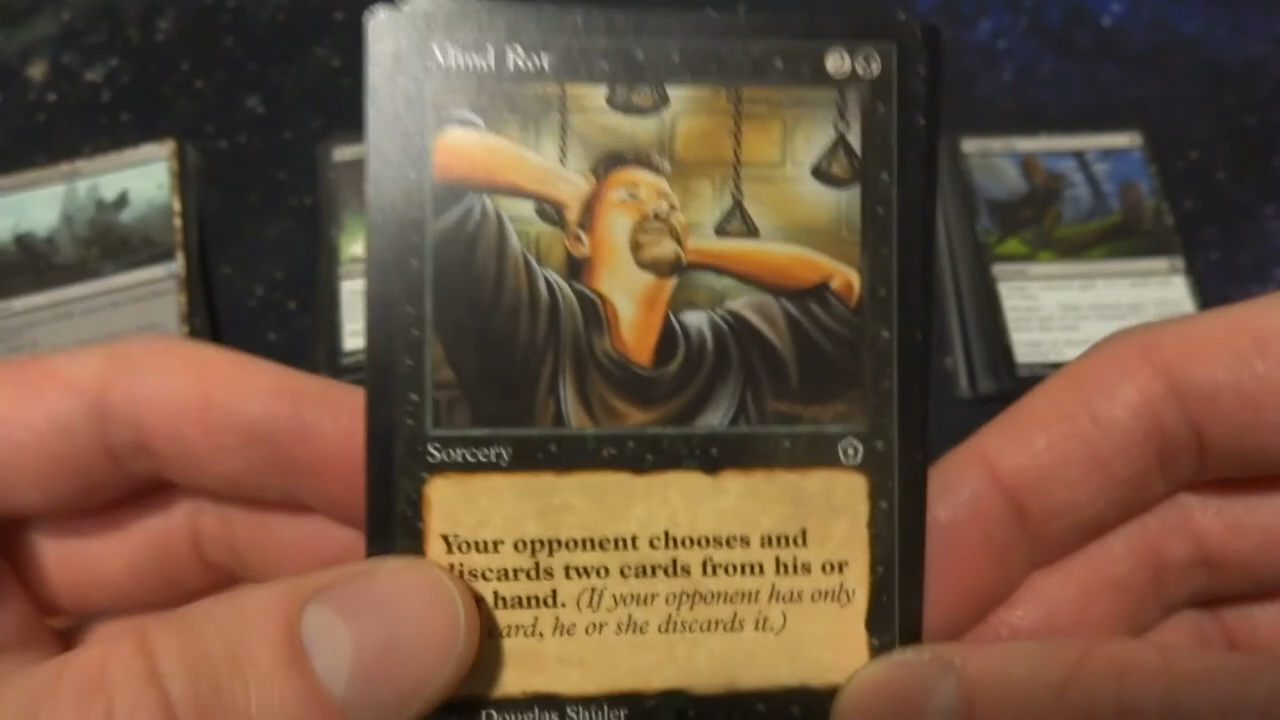 Mind Rot
Sorcery
Your opponent chooses and
discards two cards from his or
hand. (If your opponent has only
card, he or she discards it.)
Douglas Shuler